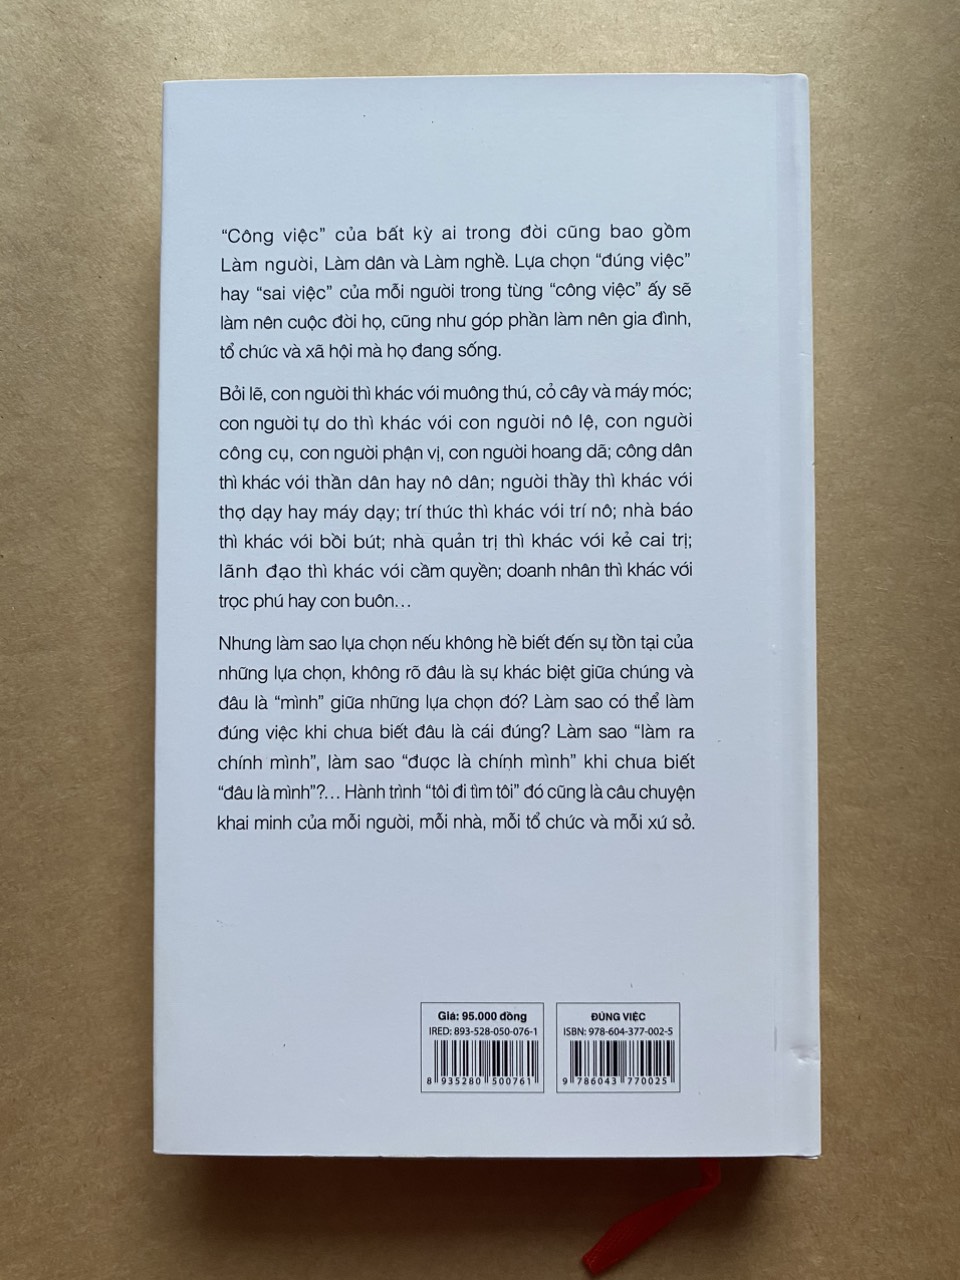 “Công việc” của bất kỳ ai trong đời cũng bao gồm
Làm người, Làm dân và Làm nghề. Lựa chọn “đúng việc”
hay “sai việc” của mỗi người trong từng “công việc” ấy sẽ
làm nên cuộc đời họ, cũng như góp phần làm nên gia đình,
tổ chức và xã hội mà họ đang sống.
Bởi lẽ, con người thì khác với muông thú, cỏ cây và máy móc;
con người tự do thì khác với con người nô lệ, con người
công cụ, con người phận vị, con người hoang dã; công dân
thì khác với thần dân hay nô dân; người thầy thì khác với
thợ dạy hay máy dạy; trí thức thì khác với trí nô; nhà báo
thì khác với bồi bút; nhà quản trị thì khác với kẻ cai trị;
lãnh đạo thì khác với cầm quyền; doanh nhân thì khác với
trọc phú hay con buôn...
Nhưng làm sao lựa chọn nếu không hề biết đến sự tồn tại của
những lựa chọn, không rõ đâu là sự khác biệt giữa chúng và
đâu là “mình” giữa những lựa chọn đó? Làm sao có thể làm
đúng việc khi chưa biết đâu là cái đúng? Làm sao “làm ra
chính mình”, làm sao “được là chính mình” khi chưa biết
“đâu là mình”?... Hành trình “tôi đi tìm tôi” đó cũng là câu chuyện
khai minh của mỗi người, mỗi nhà, mỗi tổ chức và mỗi xứ sở.
Giá: 95.000 đồng
IRED: 893-528-050-076-1
8 935280 500761
ĐÚNG VIỆC
ISBN: 978-604-377-002-5
9 786043 770025